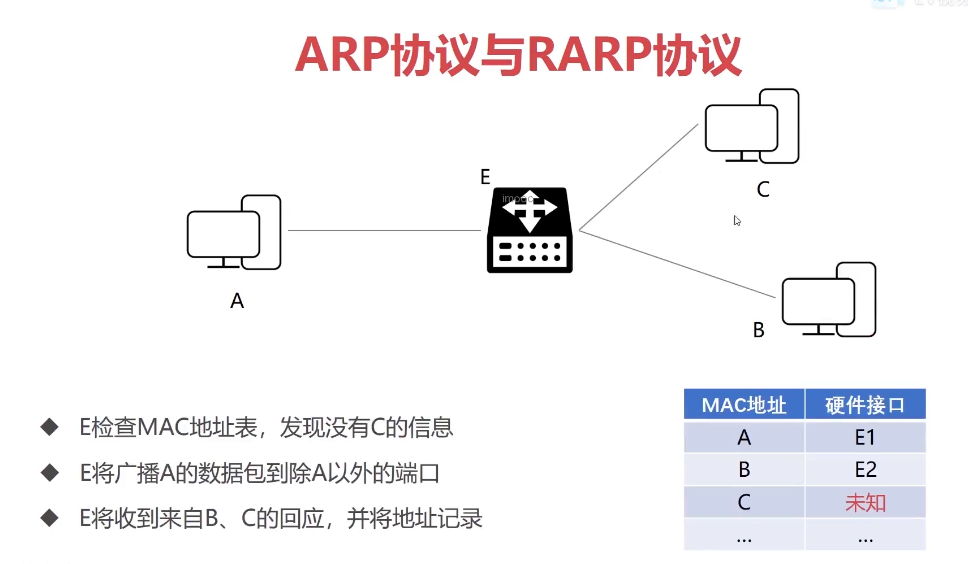 ARP协议与RARP协议
E
C
A
B
E检查MAC地址表，发现没有C的信息
E将广播A的数据包到除A以外的端口
E将收到来自B、C的回应，并将地址记录
MAC地址 硬件接口
A E1
B E2
C 未知
... ...